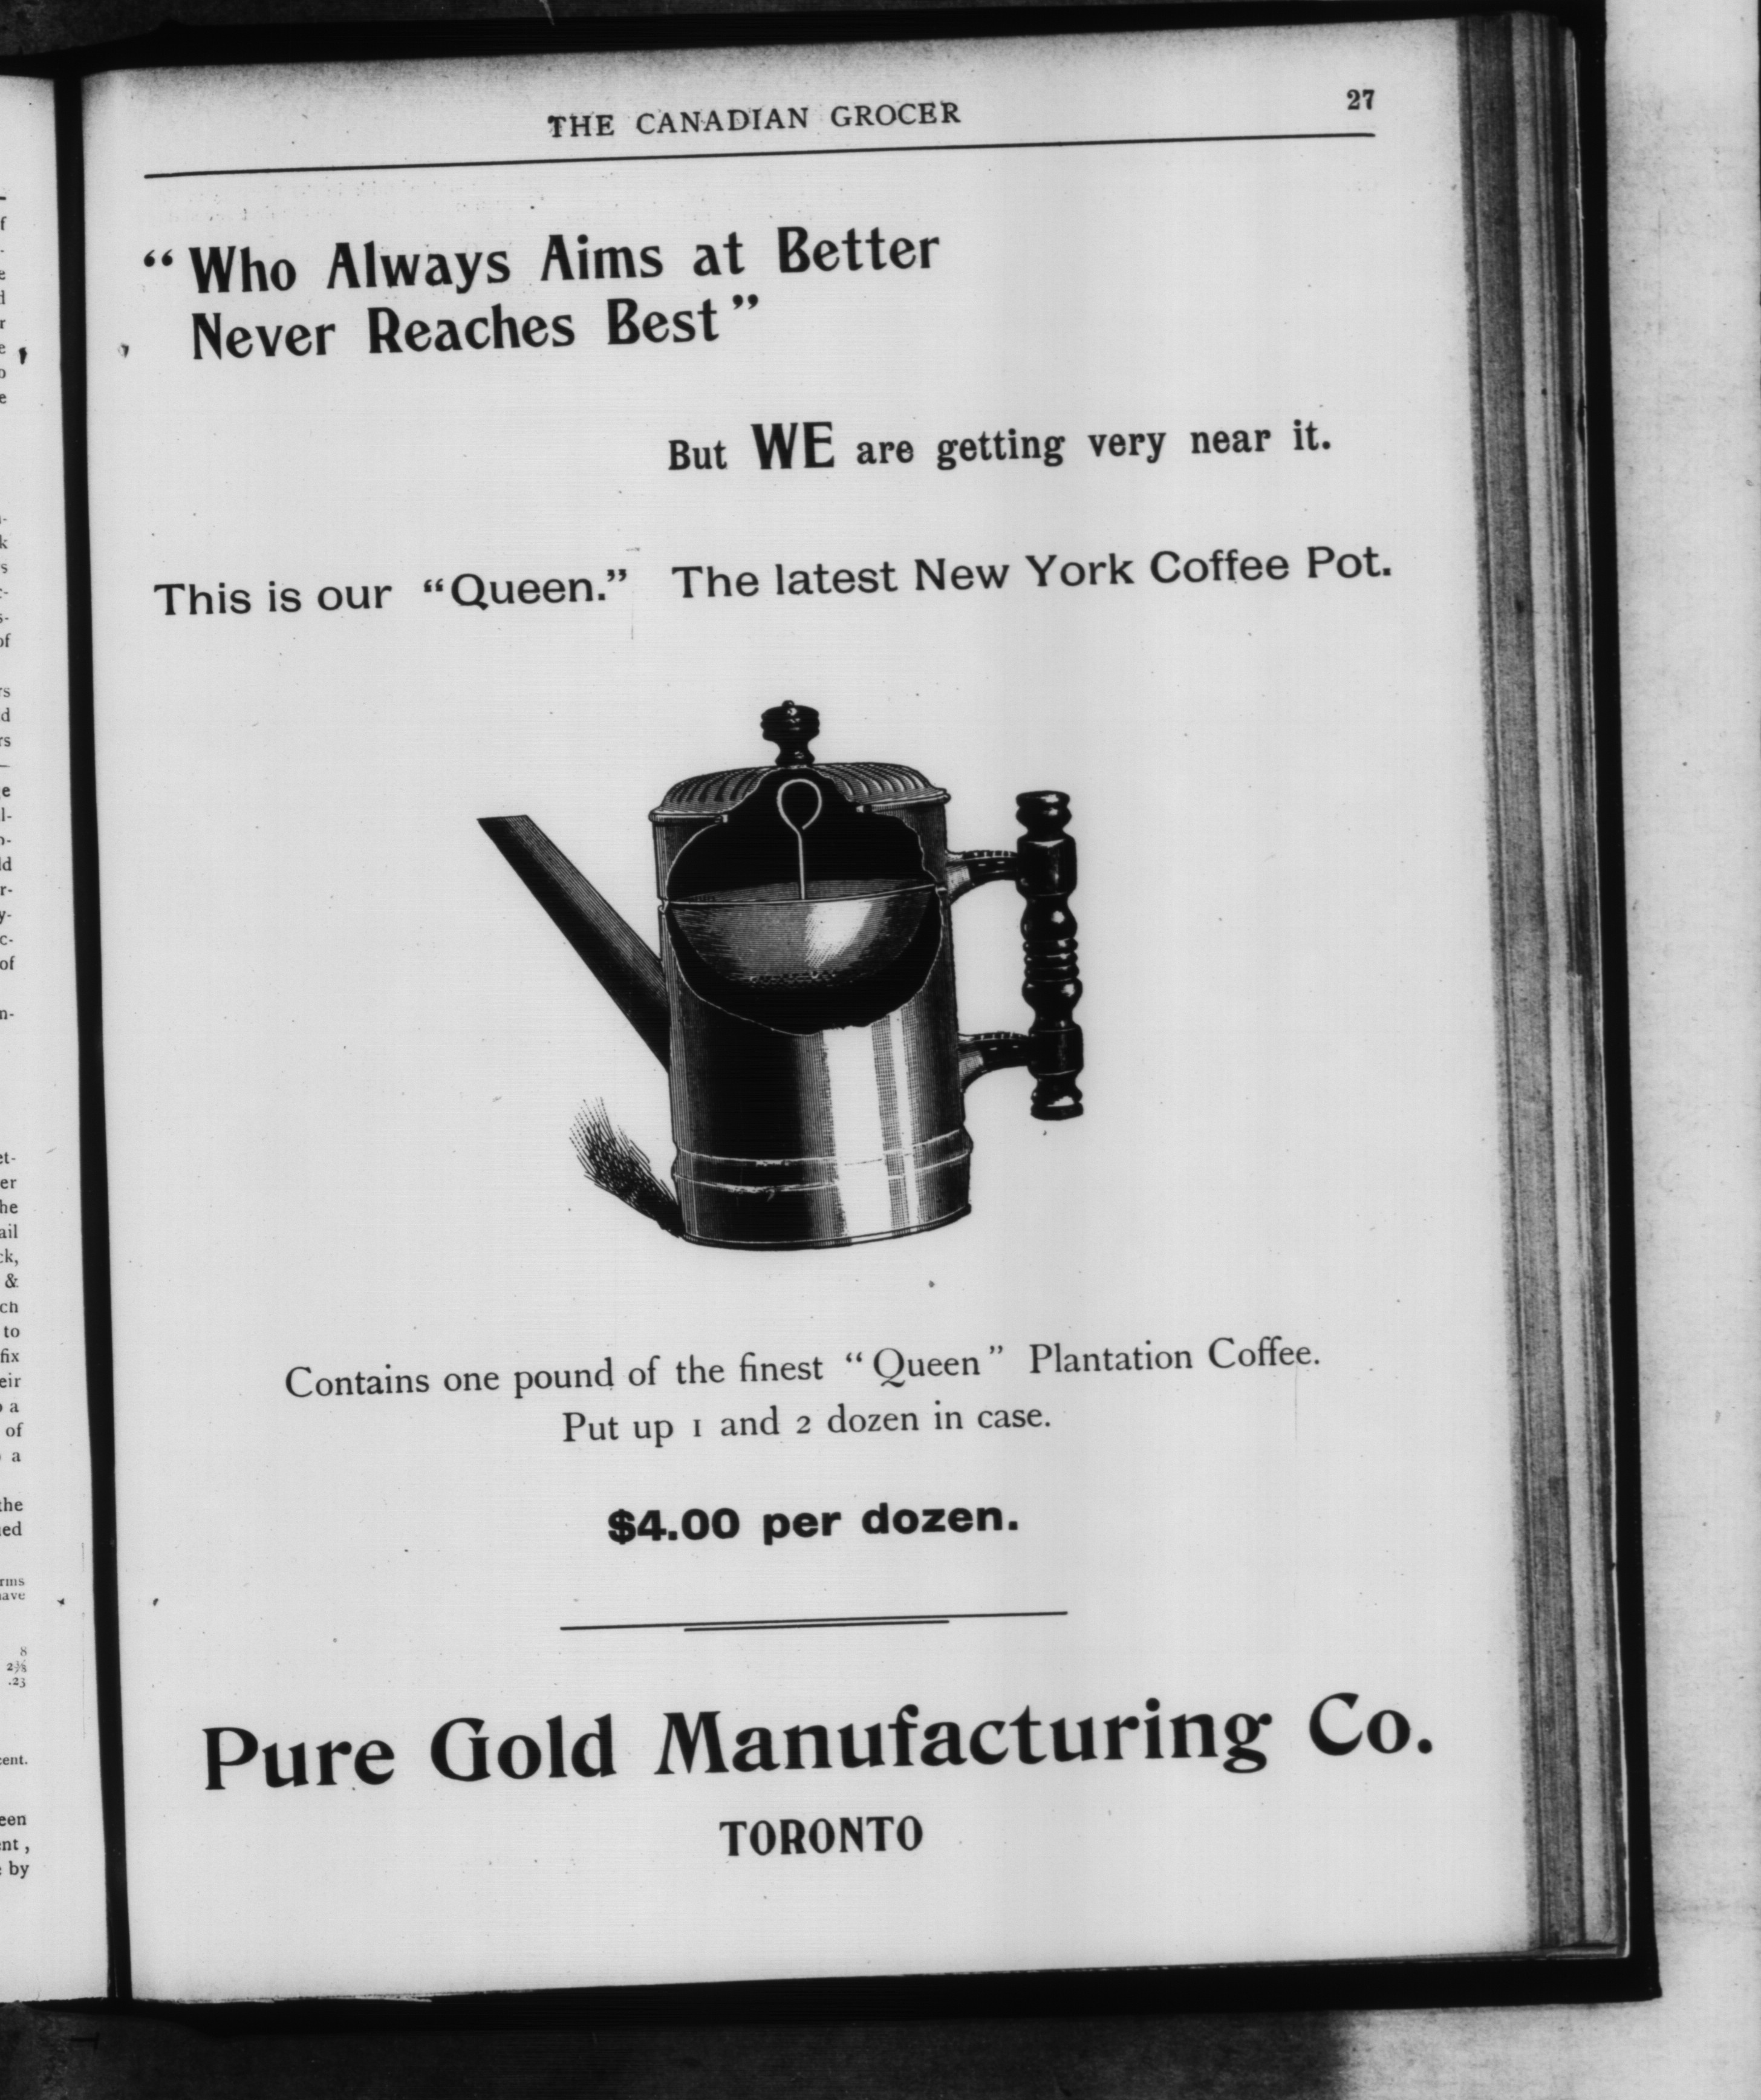 THE CANADIAN GROCER
27
“Who Always Aims at Better
Never Reaches Best”
But WE are getting very near it.
This is our “Queen.” The latest New York Coffee Pot.
Contains one pound of the finest “Queen” Plantation Coffee.
Put up 1 and 2 dozen in case.
$4.00 per dozen.
Pure Gold Manufacturing Co.
TORONTO